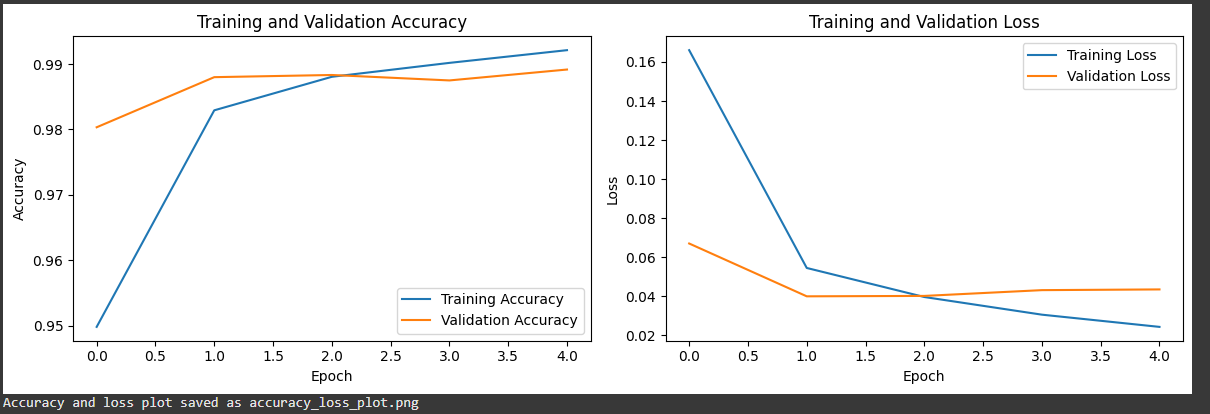 Training and Validation Accuracy
Accuracy
0.99
0.98
0.97
0.96
0.95
Training Accuracy
Validation Accuracy
0.0 0.5 1.0 1.5 2.0 2.5 3.0 3.5 4.0
Epoch
Training and Validation Loss
Loss
0.16
0.14
0.12
0.10
0.08
0.06
0.04
0.02
Training Loss
Validation Loss
0.0 0.5 1.0 1.5 2.0 2.5 3.0 3.5 4.0
Epoch
Accuracy and loss plot saved as accuracy_loss_plot.png